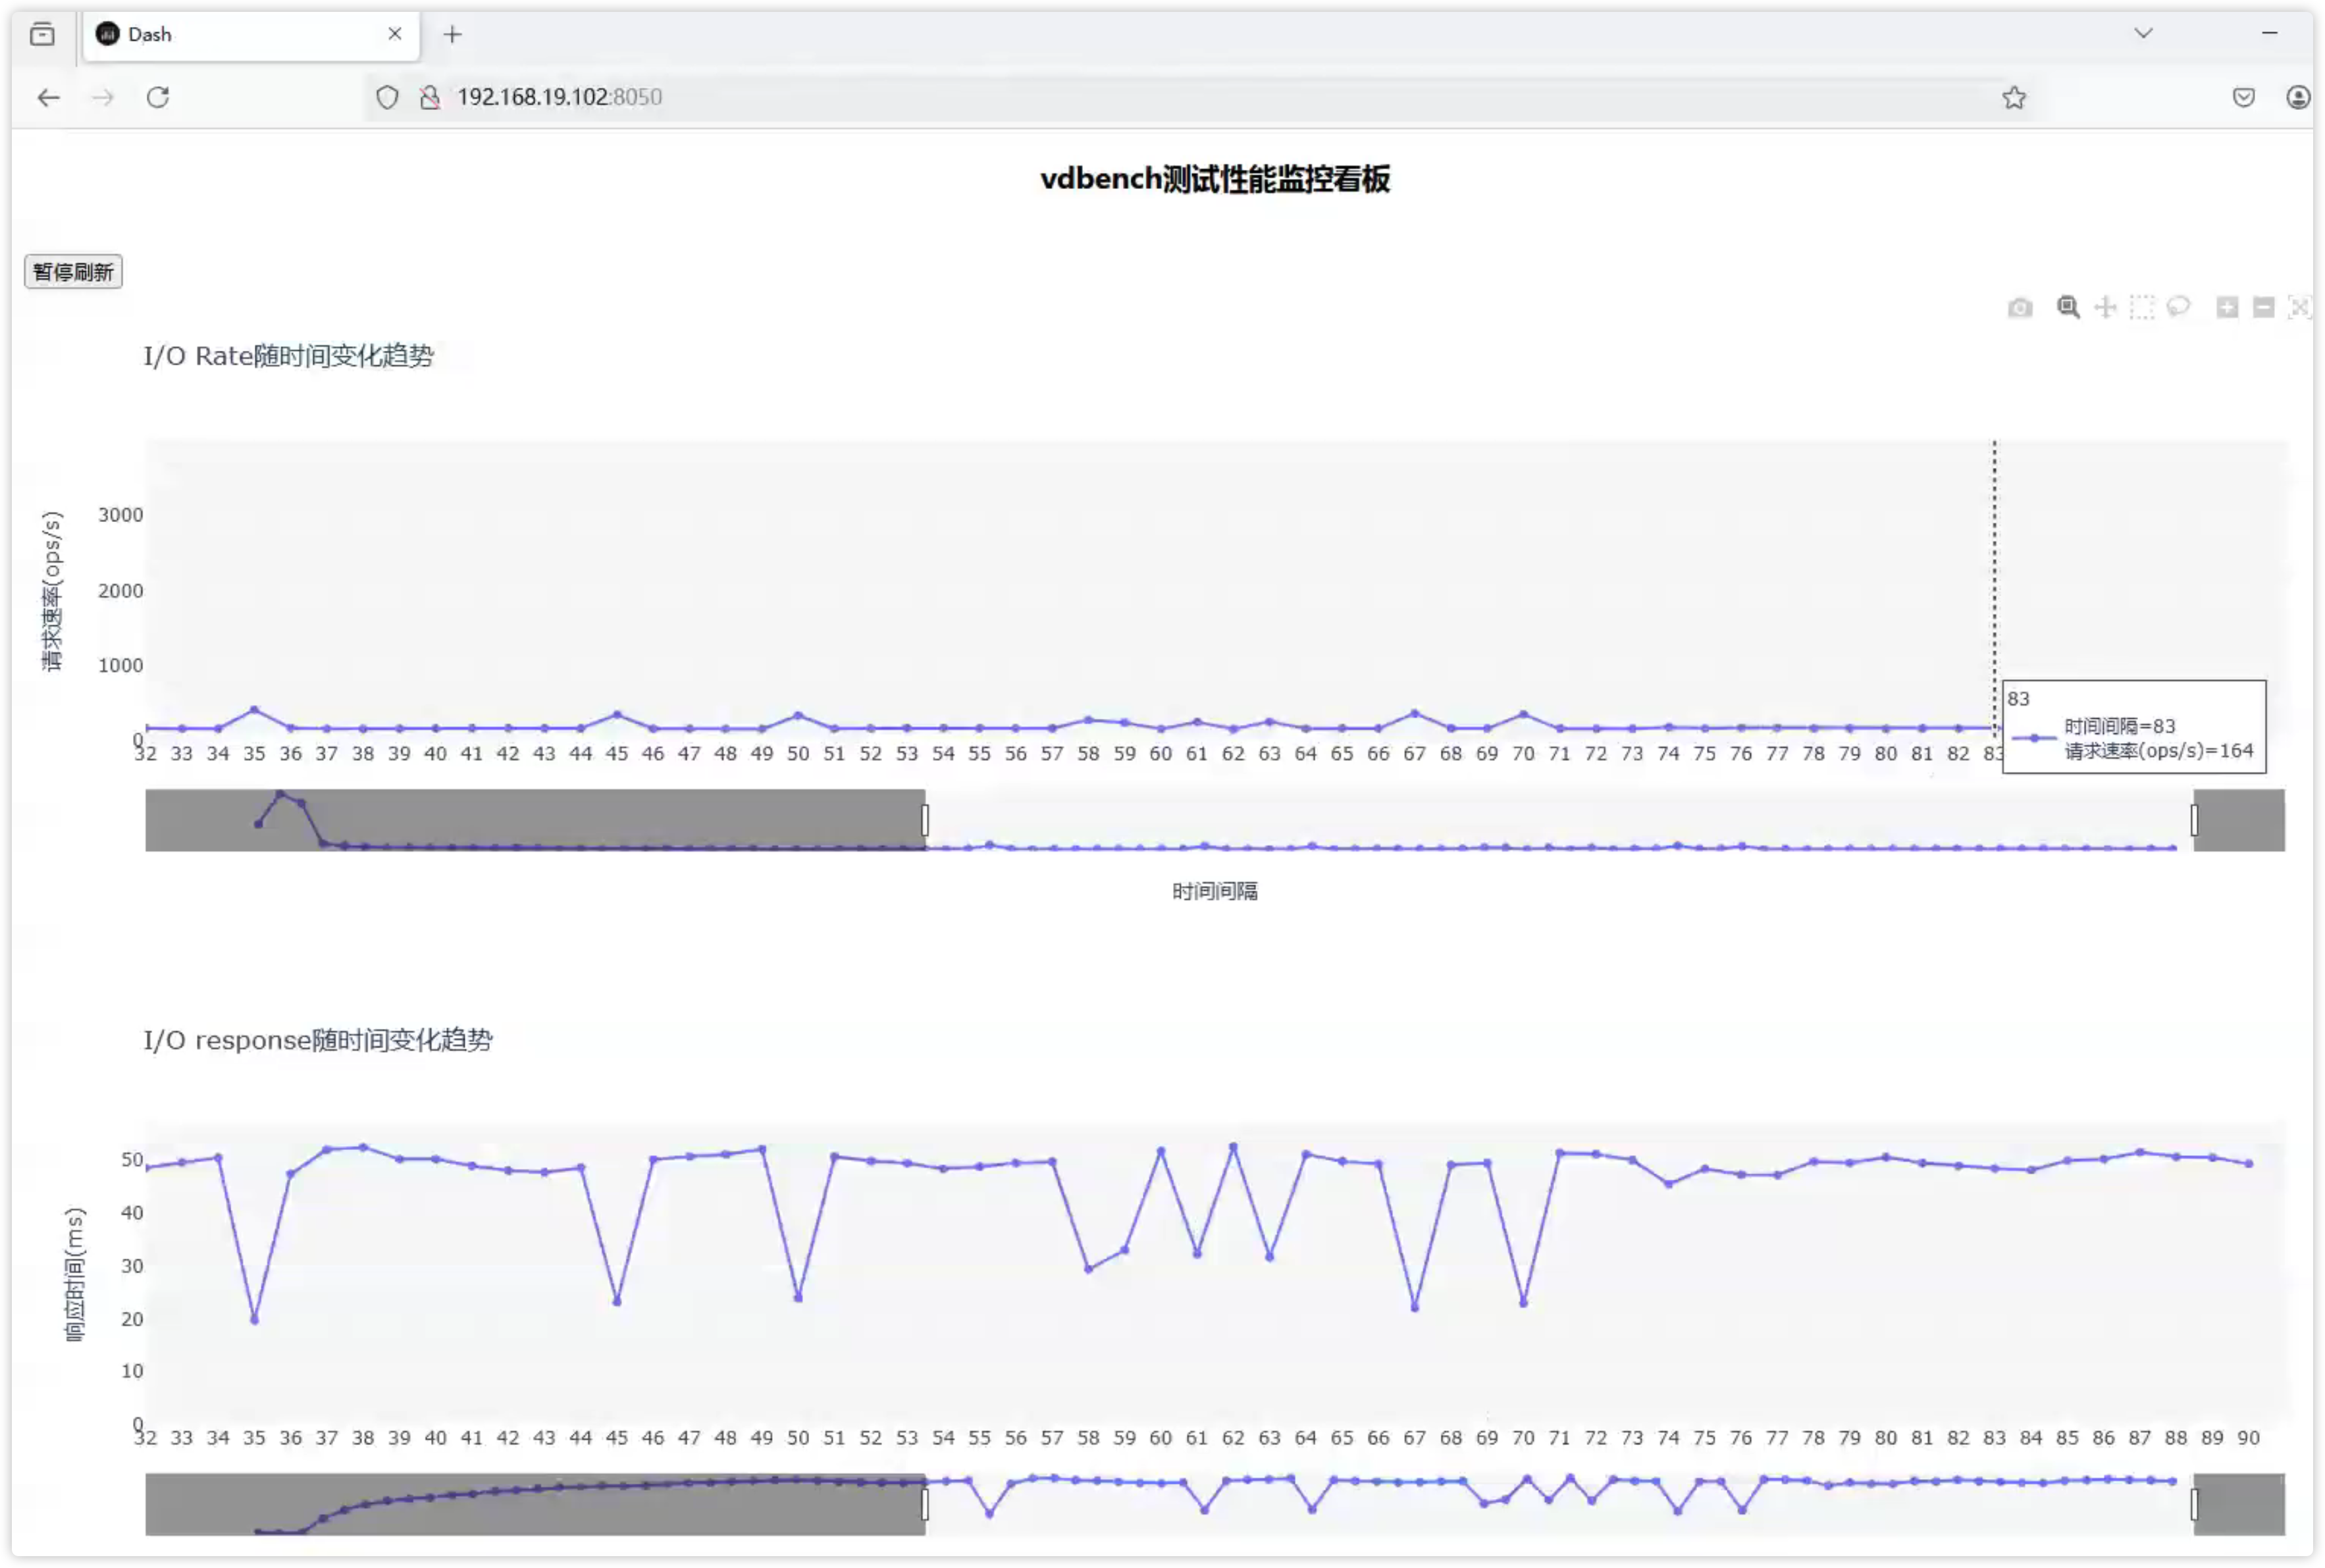 Dash
192.168.19.102:8050
vdbench测试性能监控看板
暂停刷新
I/O Rate随时间变化趋势
请求速率(ops/s)
3000
2000
1000
0
32 33 34 35 36 37 38 39 40 41 42 43 44 45 46 47 48 49 50 51 52 53 54 55 56 57 58 59 60 61 62 63 64 65 66 67 68 69 70 71 72 73 74 75 76 77 78 79 80 81 82 83
83
时间间隔=83
请求速率(ops/s)=164
时间间隔
I/O response随时间变化趋势
响应时间(ms)
50
40
30
20
10
0
32 33 34 35 36 37 38 39 40 41 42 43 44 45 46 47 48 49 50 51 52 53 54 55 56 57 58 59 60 61 62 63 64 65 66 67 68 69 70 71 72 73 74 75 76 77 78 79 80 81 82 83 84 85 86 87 88 89 90